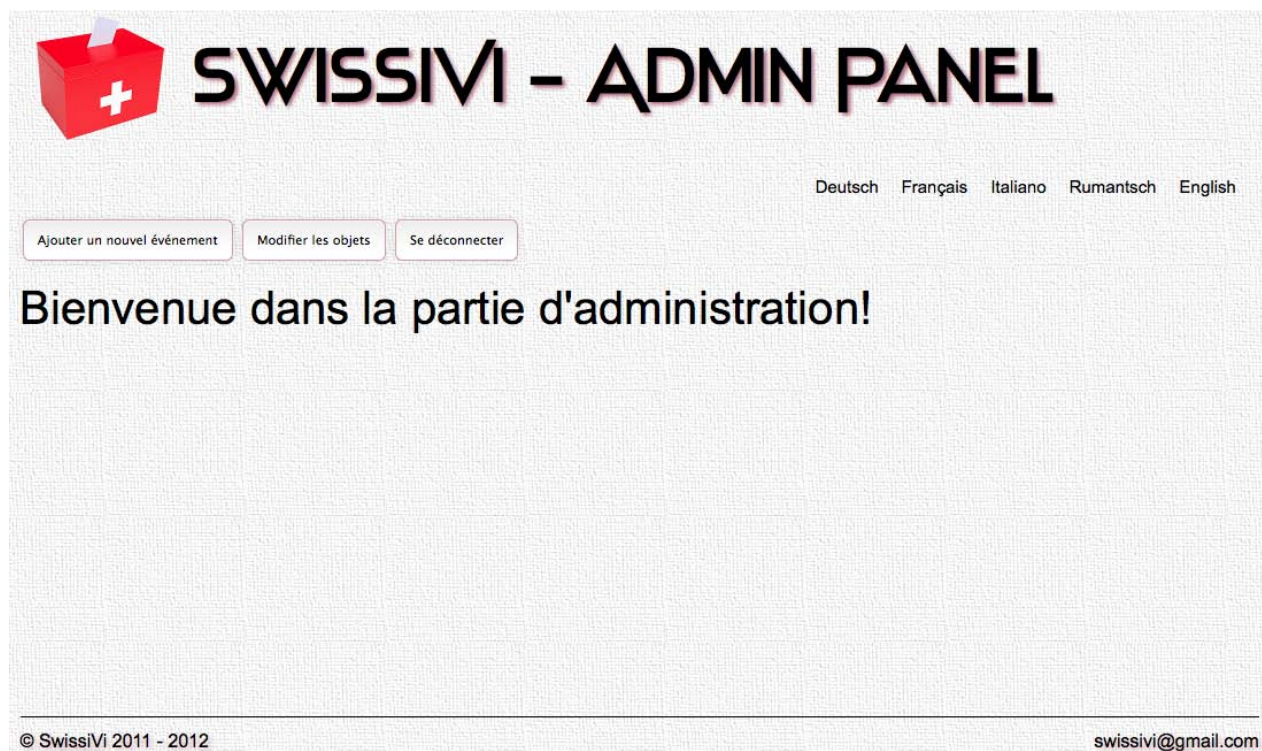 SWISSIVI - ADMIN PANEL
Deutsch Français Italiano Rumantsch English
Ajouter un nouvel événement Modifier les objets Se déconnecter
Bienvenue dans la partie d'administration!
© SwissiVi 2011 - 2012 swissivi@gmail.com